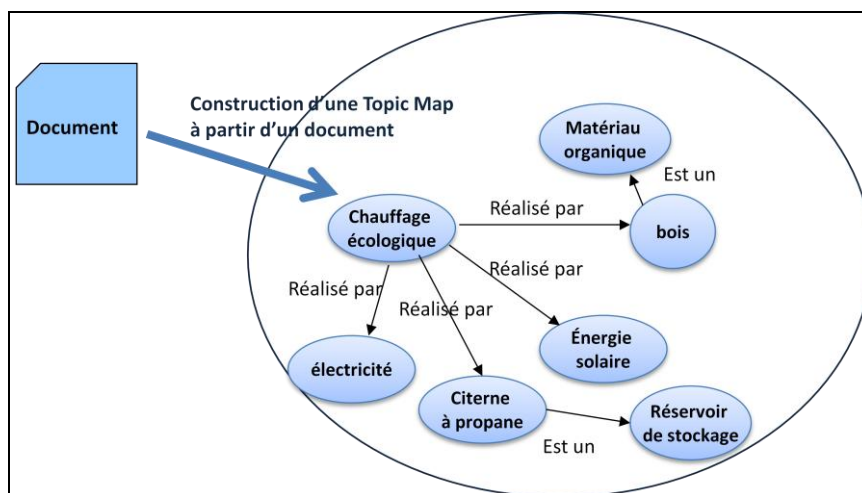 Document
Construction d'une Topic Map
à partir d'un document
Matériau
organique
Est un
Réalisé par
bois
Chauffage
écologique
Réalisé par
Réalisé par
Réalisé par
Énergie
solaire
électricité
Citerne
à propane
Réservoir
de stockage
Est un